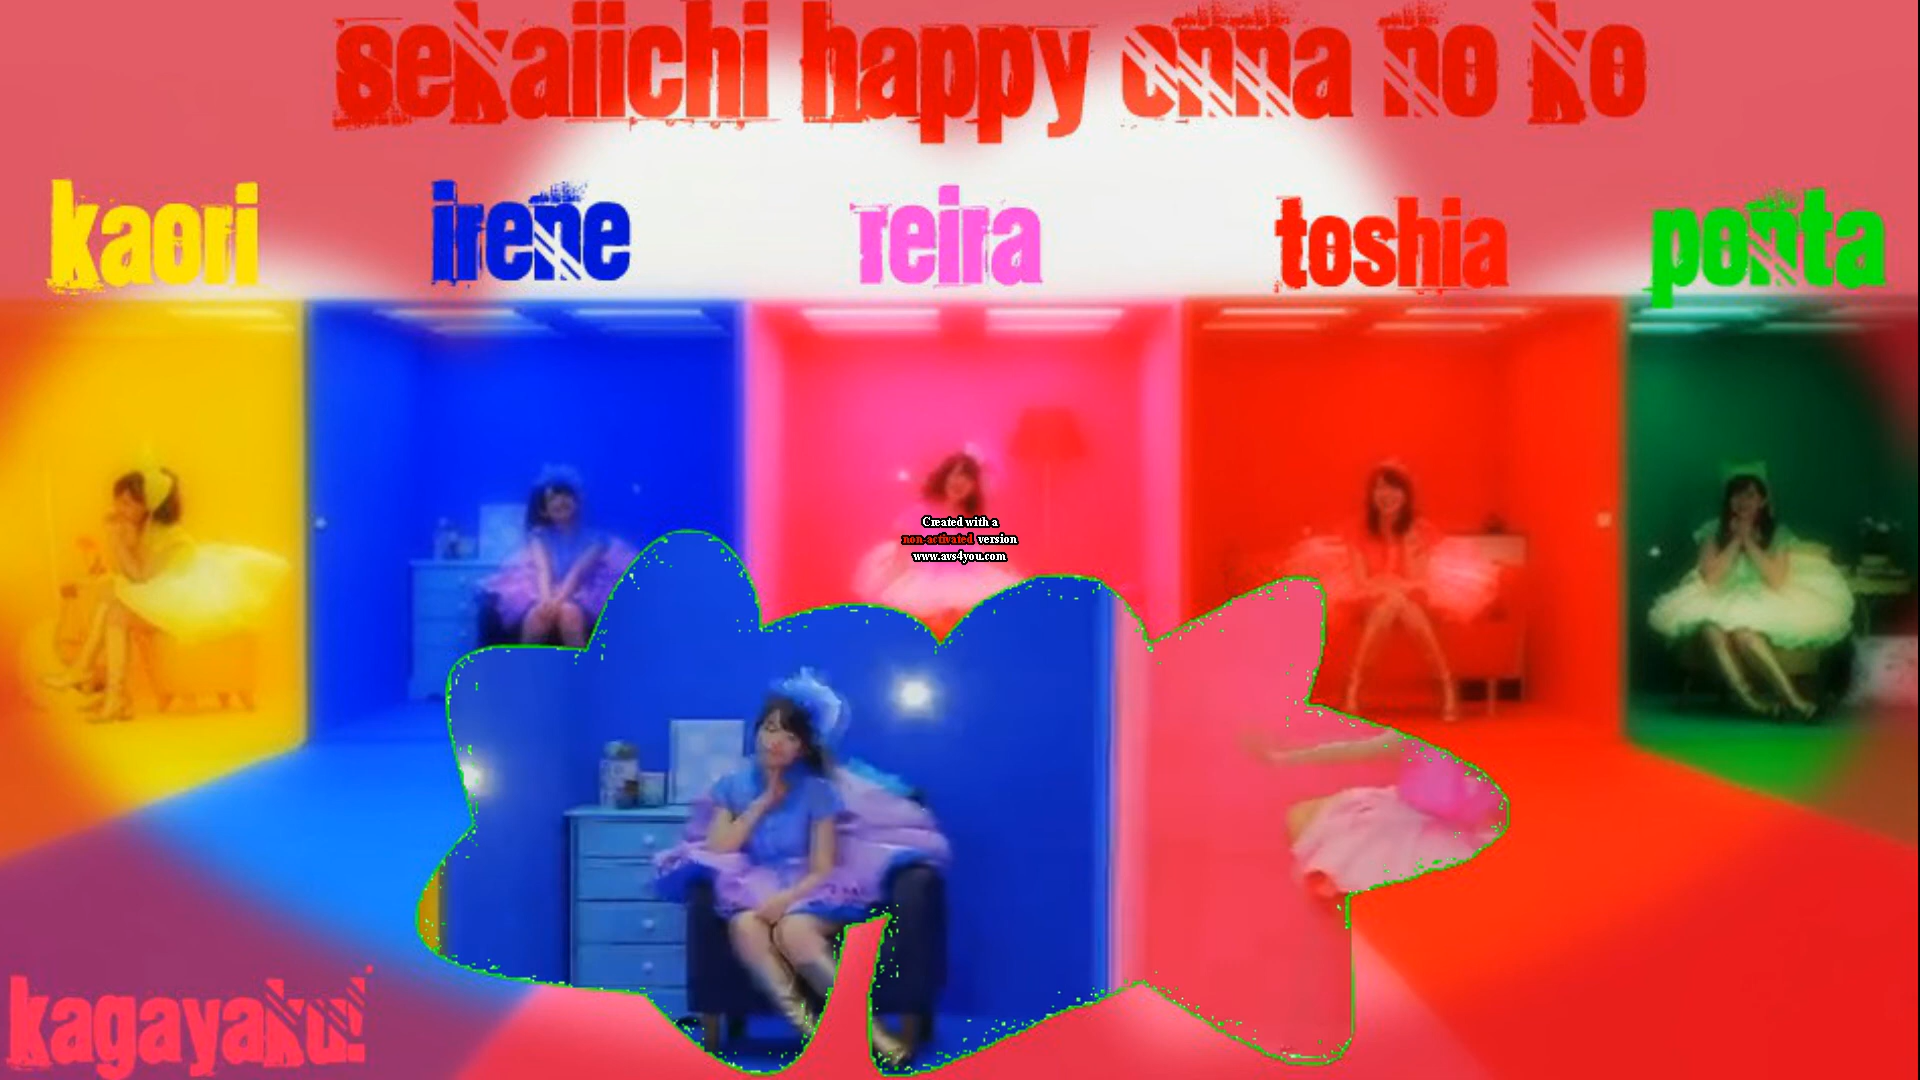 sekaiichi happy onna no ko
kaori irene reira toshia ponta
Created with a
non-activated version
www.avs4you.com
kagayaku!